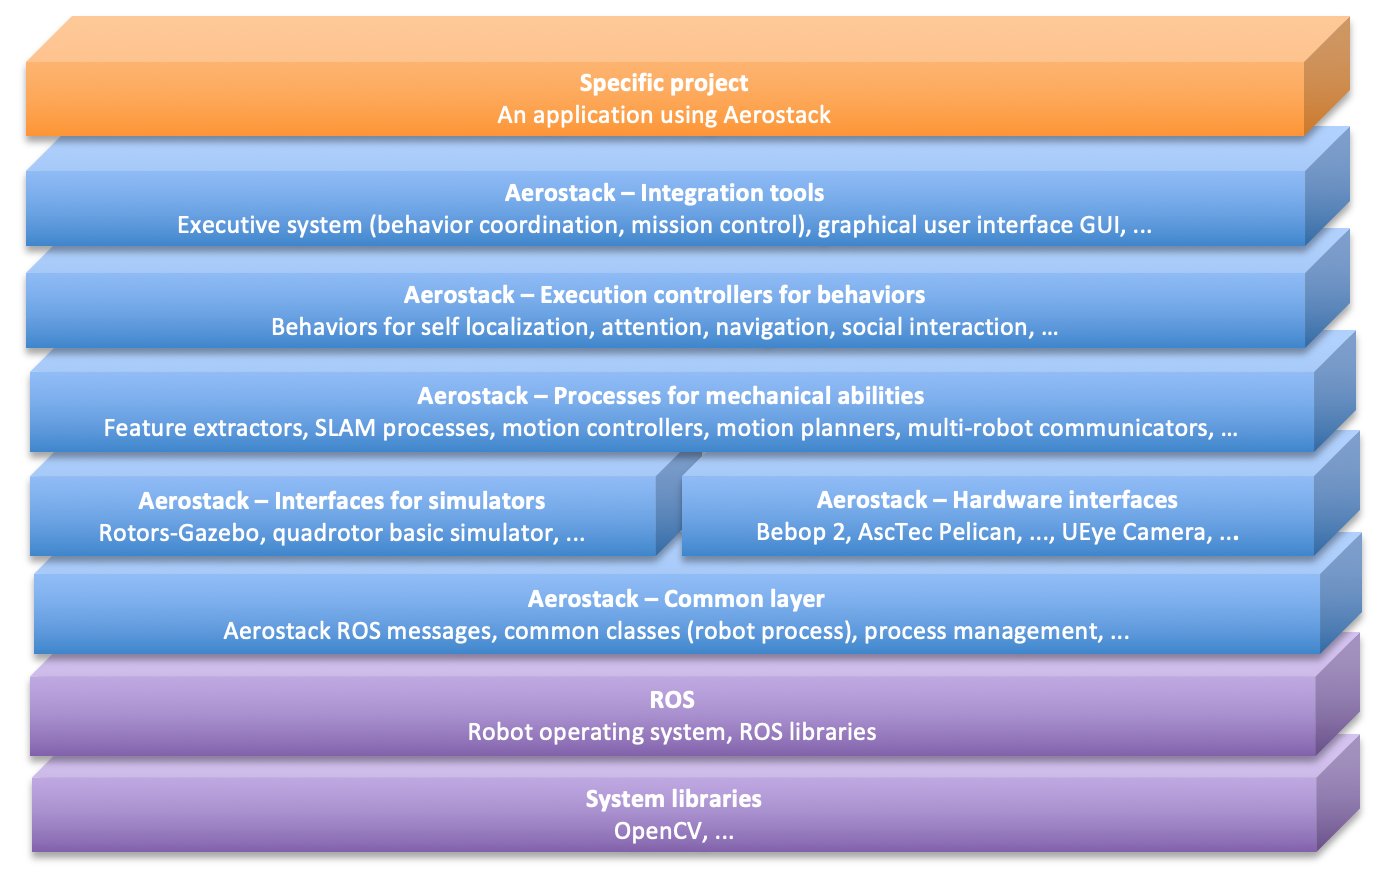 Specific project
An application using Aerostack
Aerostack – Integration tools
Executive system (behavior coordination, mission control), graphical user interface GUI, ...
Aerostack – Execution controllers for behaviors
Behaviors for self localization, attention, navigation, social interaction, ...
Aerostack – Processes for mechanical abilities
Feature extractors, SLAM processes, motion controllers, motion planners, multi-robot communicators, ...
Aerostack – Interfaces for simulators
Rotors-Gazebo, quadrotor basic simulator, ...
Aerostack – Hardware interfaces
Bebop 2, AscTec Pelican, ..., UEye Camera, ...
Aerostack – Common layer
Aerostack ROS messages, common classes (robot process), process management, ...
ROS
Robot operating system, ROS libraries
System libraries
OpenCV, ...